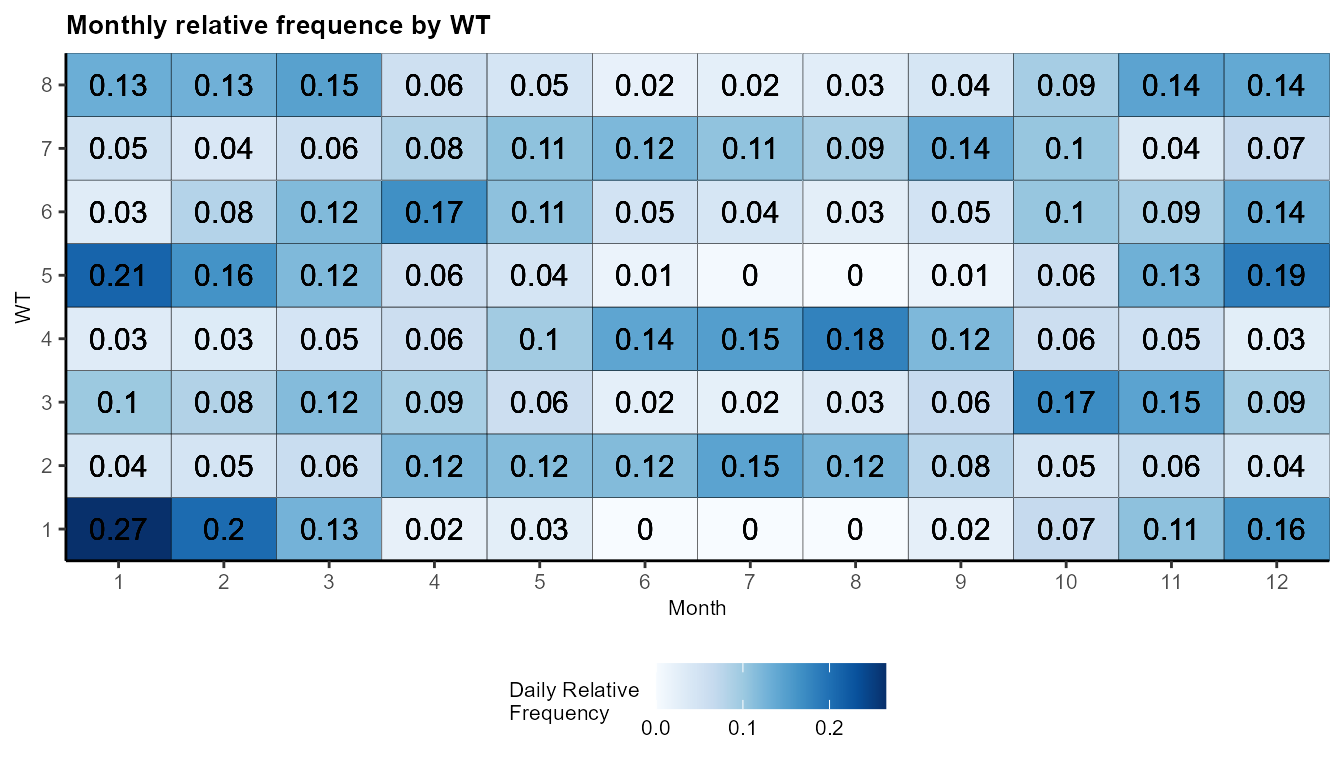 Monthly relative frequence by WT
8 0.13 0.13 0.15 0.06 0.05 0.02 0.02 0.03 0.04 0.09 0.14 0.14
7 0.05 0.04 0.06 0.08 0.11 0.12 0.11 0.09 0.14 0.1 0.04 0.07
6 0.03 0.08 0.12 0.17 0.11 0.05 0.04 0.03 0.05 0.1 0.09 0.14
5 0.21 0.16 0.12 0.06 0.04 0.01 0 0 0.01 0.06 0.13 0.19
WT
4 0.03 0.03 0.05 0.06 0.1 0.14 0.15 0.18 0.12 0.06 0.05 0.03
3 0.1 0.08 0.12 0.09 0.06 0.02 0.02 0.03 0.06 0.17 0.15 0.09
2 0.04 0.05 0.06 0.12 0.12 0.12 0.15 0.12 0.08 0.05 0.06 0.04
1 0.27 0.2 0.13 0.02 0.03 0 0 0 0.02 0.07 0.11 0.16
1 2 3 4 5 6 7 8 9 10 11 12
Month
Daily Relative
Frequency
0.0 0.1 0.2